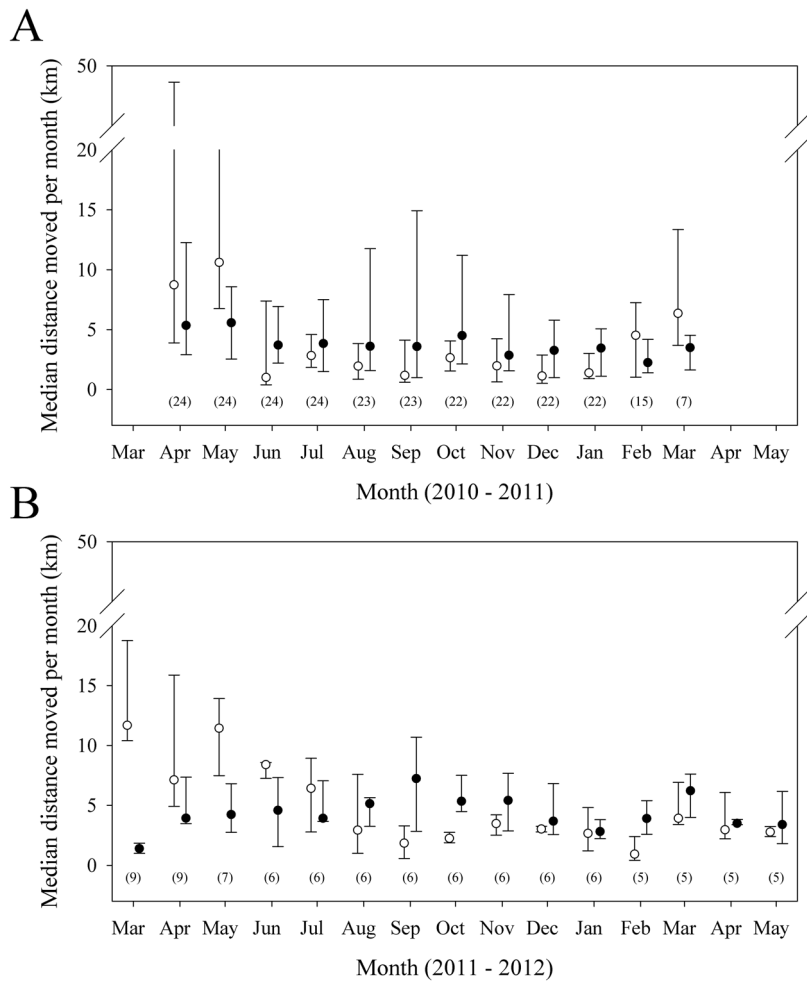 A
Median distance moved per month (km)
50
20
15
10
5
0
(24) (24) (24) (24) (23) (23) (22) (22) (22) (22) (15) (7)
Mar Apr May Jun Jul Aug Sep Oct Nov Dec Jan Feb Mar Apr May
Month (2010 - 2011)
B
Median distance moved per month (km)
50
20
15
10
5
0
(9) (9) (7) (6) (6) (6) (6) (6) (6) (6) (6) (5) (5) (5) (5)
Mar Apr May Jun Jul Aug Sep Oct Nov Dec Jan Feb Mar Apr May
Month (2011 - 2012)